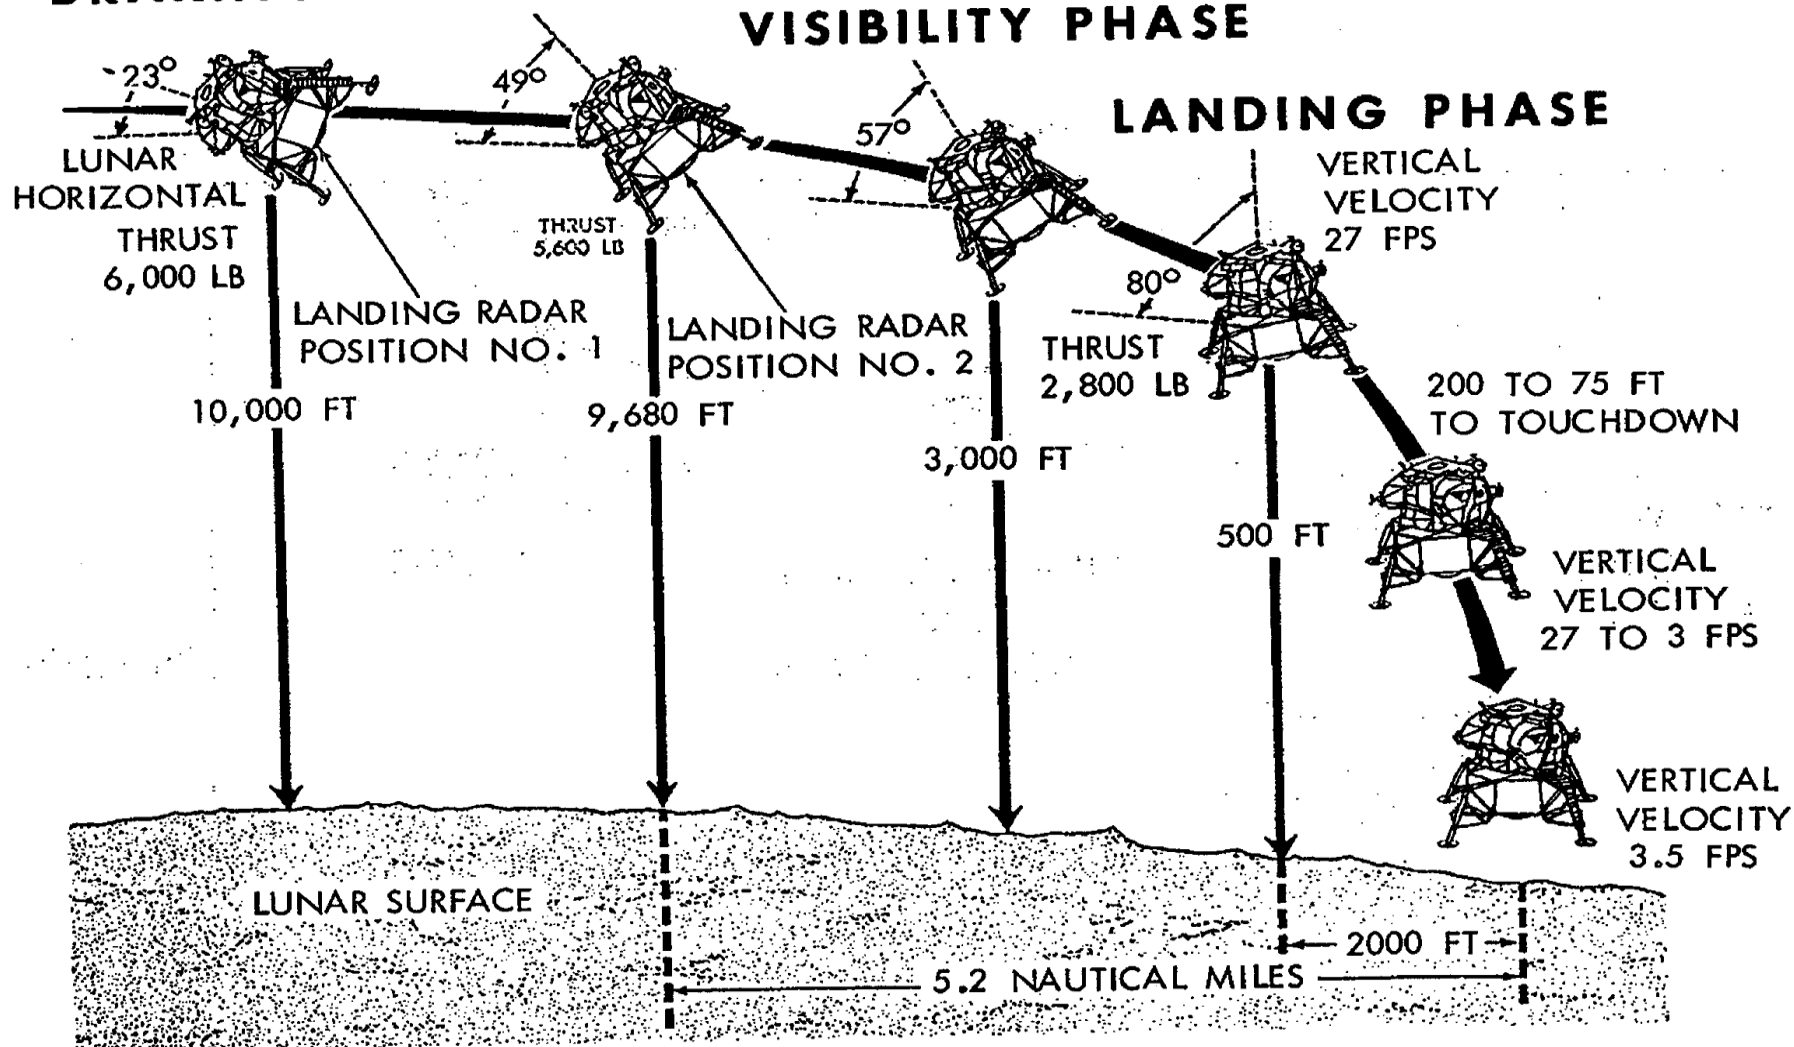 VISIBILITY PHASE
LANDING PHASE
23°
49°
57°
80°
LUNAR
HORIZONTAL
THRUST
6,000 LB
THRUST
5,600 LB
VERTICAL
VELOCITY
27 FPS
LANDING RADAR
POSITION NO. 1
LANDING RADAR
POSITION NO. 2
THRUST
2,800 LB
10,000 FT
9,680 FT
3,000 FT
500 FT
200 TO 75 FT
TO TOUCHDOWN
VERTICAL
VELOCITY
27 TO 3 FPS
VERTICAL
VELOCITY
3.5 FPS
LUNAR SURFACE
2000 FT
5.2 NAUTICAL MILES